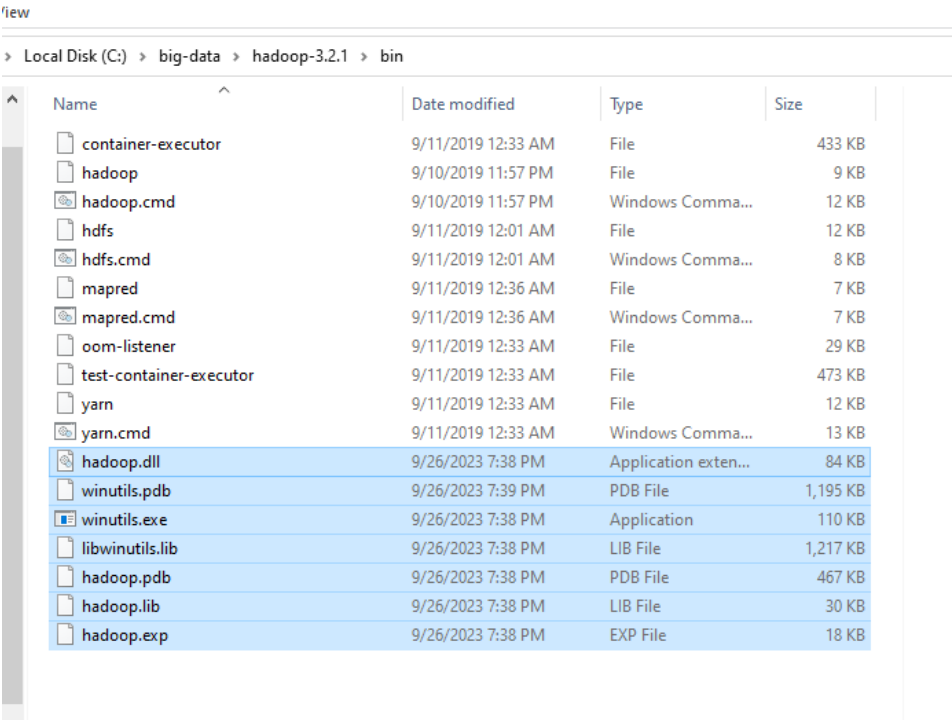 View
Local Disk (C:) > big-data > hadoop-3.2.1 > bin
Name Date modified Type Size
container-executor 9/11/2019 12:33 AM File 433 KB
hadoop 9/10/2019 11:57 PM File 9 KB
hadoop.cmd 9/10/2019 11:57 PM Windows Comma... 12 KB
hdfs 9/11/2019 12:01 AM File 12 KB
hdfs.cmd 9/11/2019 12:01 AM Windows Comma... 8 KB
mapred 9/11/2019 12:36 AM File 7 KB
mapred.cmd 9/11/2019 12:36 AM Windows Comma... 7 KB
oom-listener 9/11/2019 12:33 AM File 29 KB
test-container-executor 9/11/2019 12:33 AM File 473 KB
yarn 9/11/2019 12:33 AM File 12 KB
yarn.cmd 9/11/2019 12:33 AM Windows Comma... 13 KB
hadoop.dll 9/26/2023 7:38 PM Application exten... 84 KB
winutils.pdb 9/26/2023 7:39 PM PDB File 1,195 KB
winutils.exe 9/26/2023 7:38 PM Application 110 KB
libwinutils.lib 9/26/2023 7:38 PM LIB File 1,217 KB
hadoop.pdb 9/26/2023 7:38 PM PDB File 467 KB
hadoop.lib 9/26/2023 7:38 PM LIB File 30 KB
hadoop.exp 9/26/2023 7:38 PM EXP File 18 KB